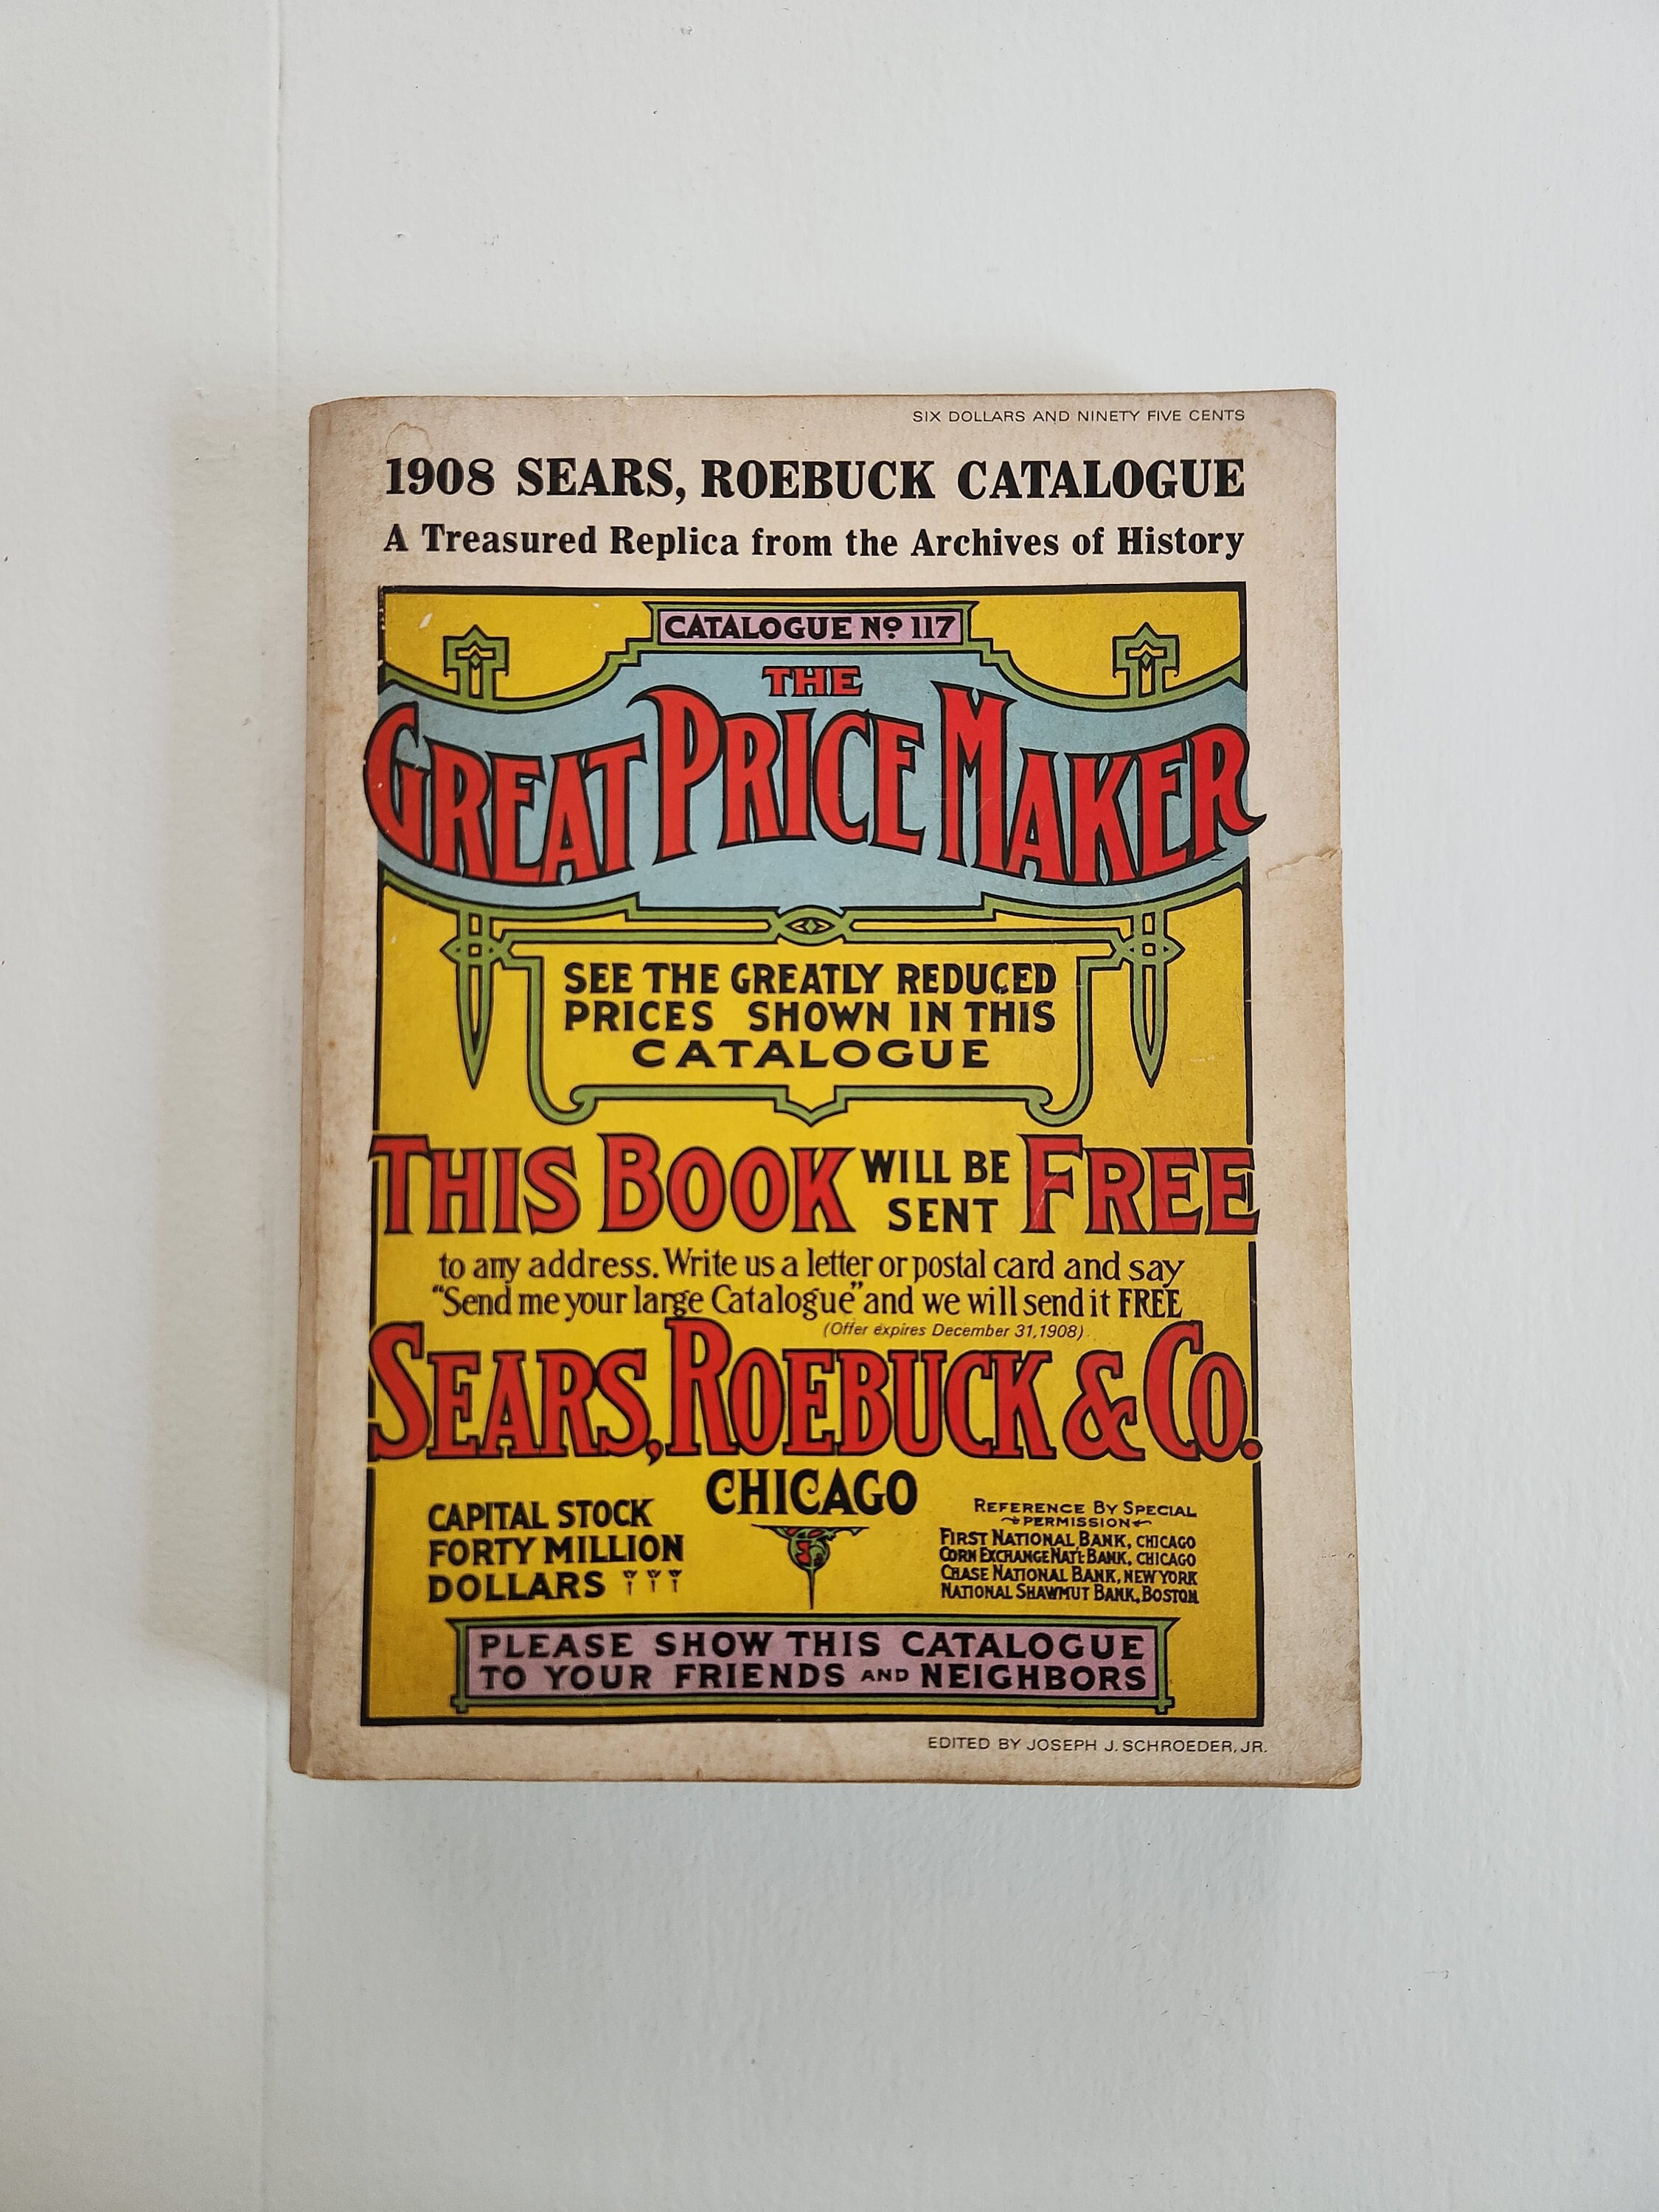 SIX DOLLARS AND NINETY FIVE CENTS
1908 SEARS, ROEBUCK CATALOGUE
A Treasured Replica from the Archives of History
CATALOGUE No 117
THE
GREAT PRICE MAKER
SEE THE GREATLY REDUCED
PRICES SHOWN IN THIS
CATALOGUE
THIS BOOK WILL BE SENT FREE
to any address. Write us a letter or postal card and say
"Send me your large Catalogue" and we will send it FREE
(Offer expires December 31, 1908)
SEARS, ROEBUCK & CO.
CHICAGO
CAPITAL STOCK
FORTY MILLION
DOLLARS
REFERENCE BY SPECIAL
PERMISSION
FIRST NATIONAL BANK, CHICAGO
CORN EXCHANGE NAT'L BANK, CHICAGO
CHASE NATIONAL BANK, NEW YORK
NATIONAL SHAWMUT BANK, BOSTON
PLEASE SHOW THIS CATALOGUE
TO YOUR FRIENDS AND NEIGHBORS
EDITED BY JOSEPH J. SCHROEDER, JR.